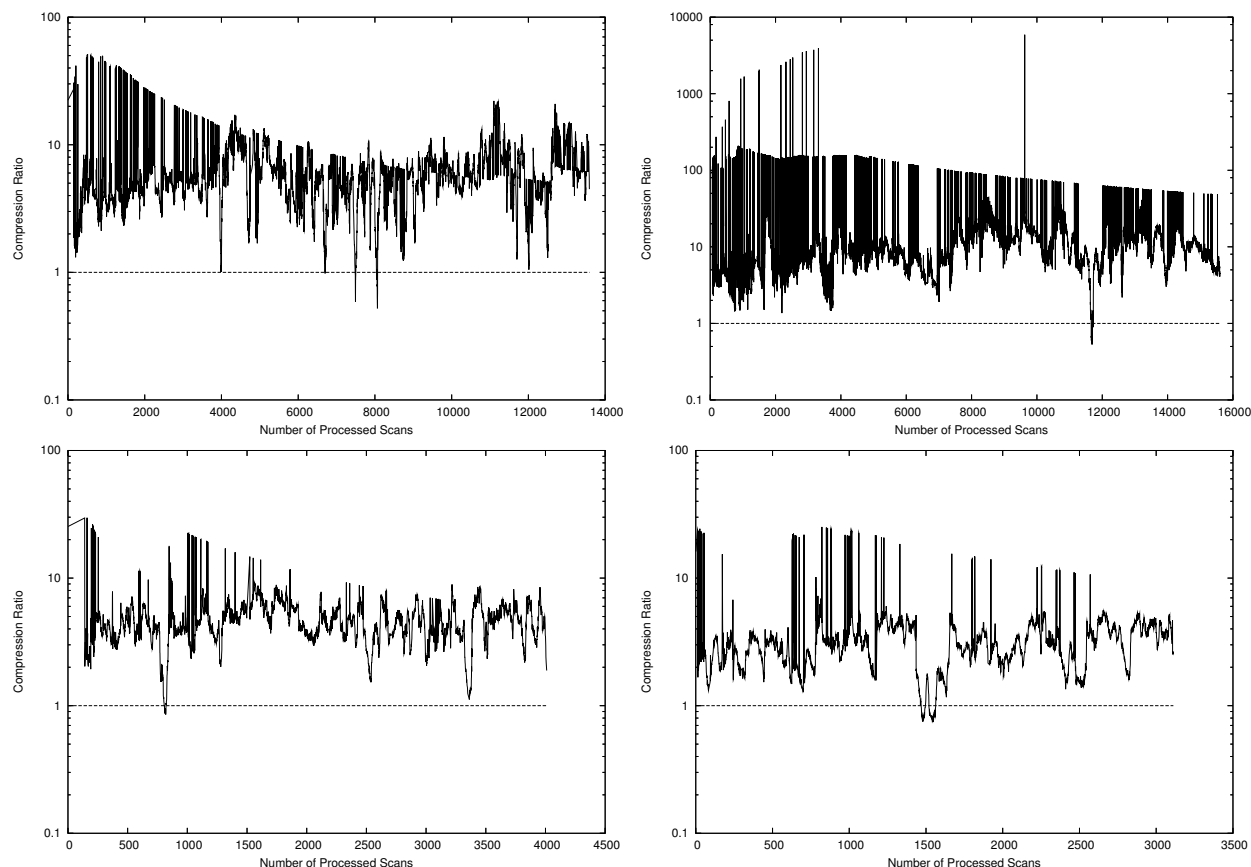 100
10
1
0.1
Compression Ratio
0 2000 4000 6000 8000 10000 12000 14000
Number of Processed Scans
10000
1000
100
10
1
0.1
Compression Ratio
0 2000 4000 6000 8000 10000 12000 14000 16000
Number of Processed Scans
100
10
1
0.1
Compression Ratio
0 500 1000 1500 2000 2500 3000 3500 4000 4500
Number of Processed Scans
100
10
1
0.1
Compression Ratio
0 500 1000 1500 2000 2500 3000 3500
Number of Processed Scans